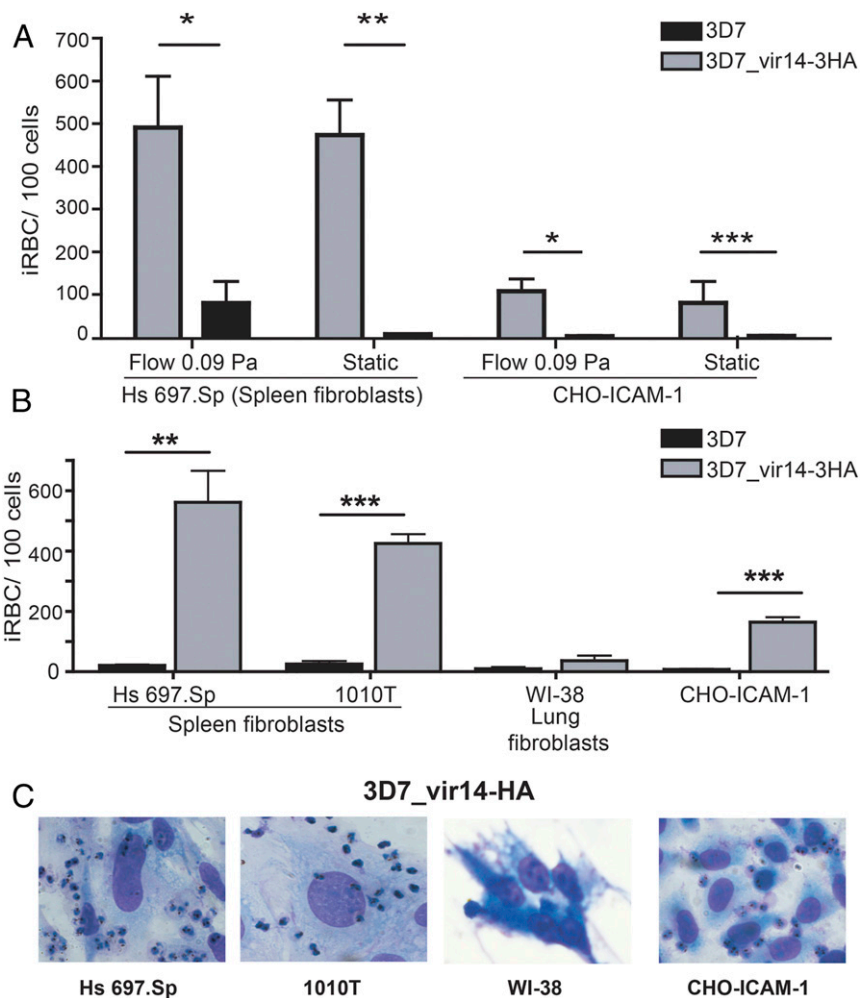 A
iRBC/ 100 cells
700
600
500
400
300
200
100
0
*
**
*
***
3D7
3D7_vir14-3HA
Flow 0.09 Pa
Static
Flow 0.09 Pa
Static
Hs 697.Sp (Spleen fibroblasts)
CHO-ICAM-1
B
iRBC/ 100 cells
600
400
200
0
**
***
***
3D7
3D7_vir14-3HA
Hs 697.Sp
1010T
WI-38
CHO-ICAM-1
Spleen fibroblasts
Lung
fibroblasts
C
3D7_vir14-HA
Hs 697.Sp
1010T
WI-38
CHO-ICAM-1